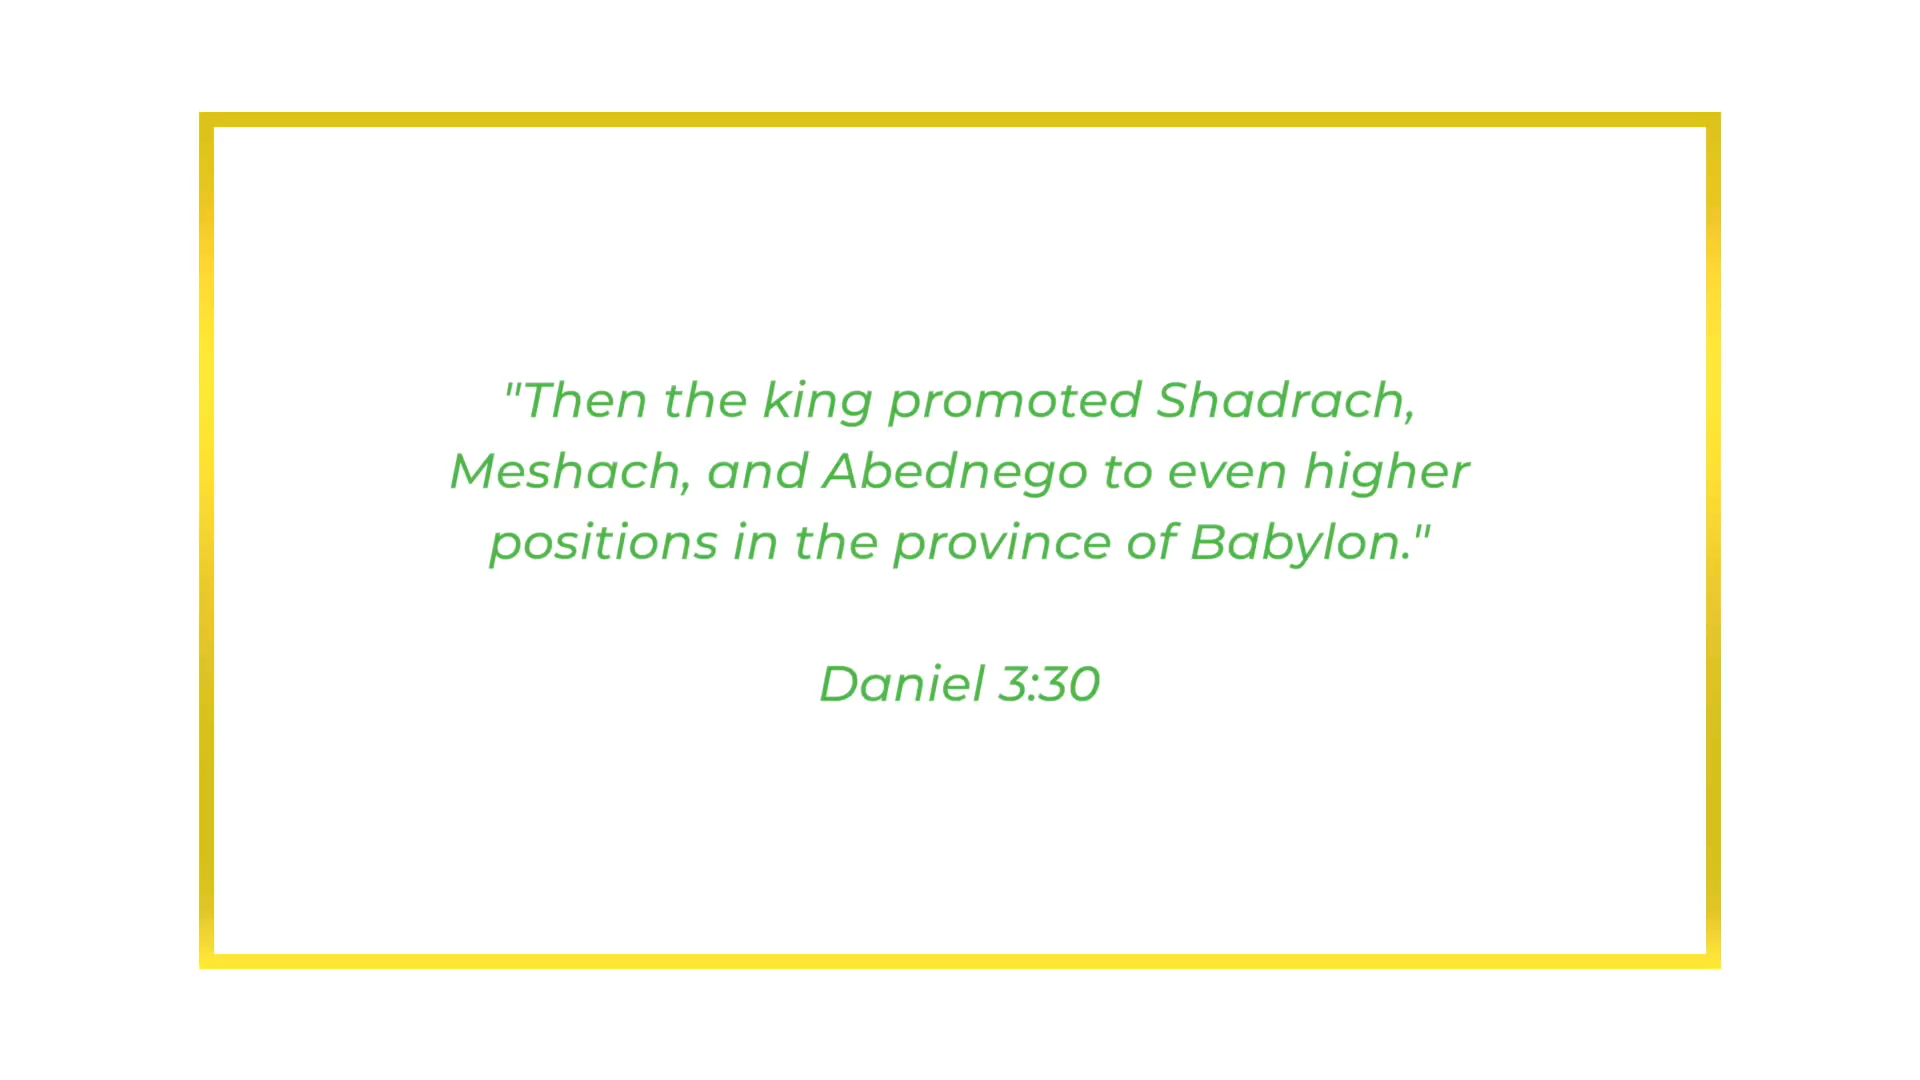 "Then the king promoted Shadrach,
Meshach, and Abednego to even higher
positions in the province of Babylon."
Daniel 3:30